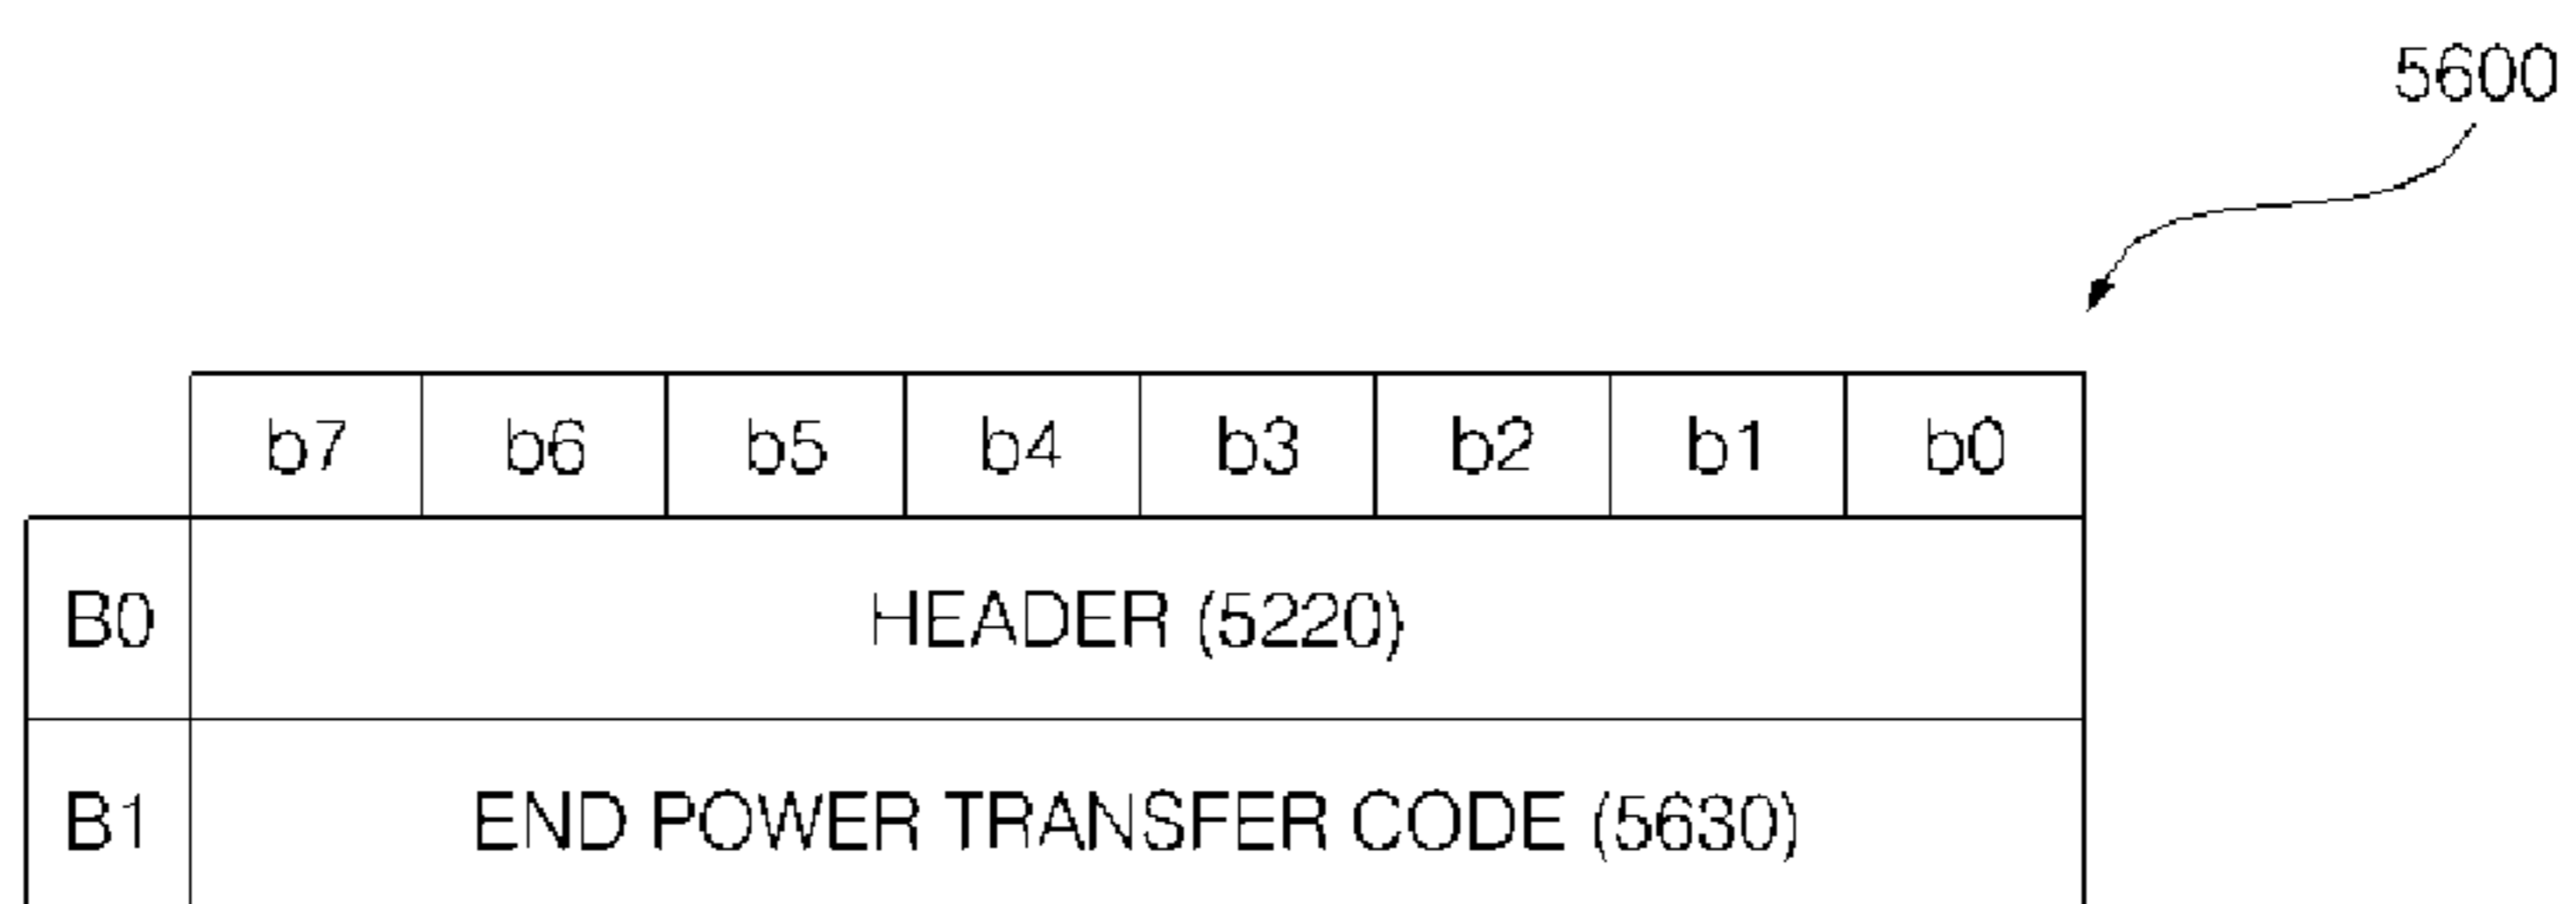 5600
b7 b6 b5 b4 b3 b2 b1 b0
B0 HEADER (5220)
B1 END POWER TRANSFER CODE (5630)